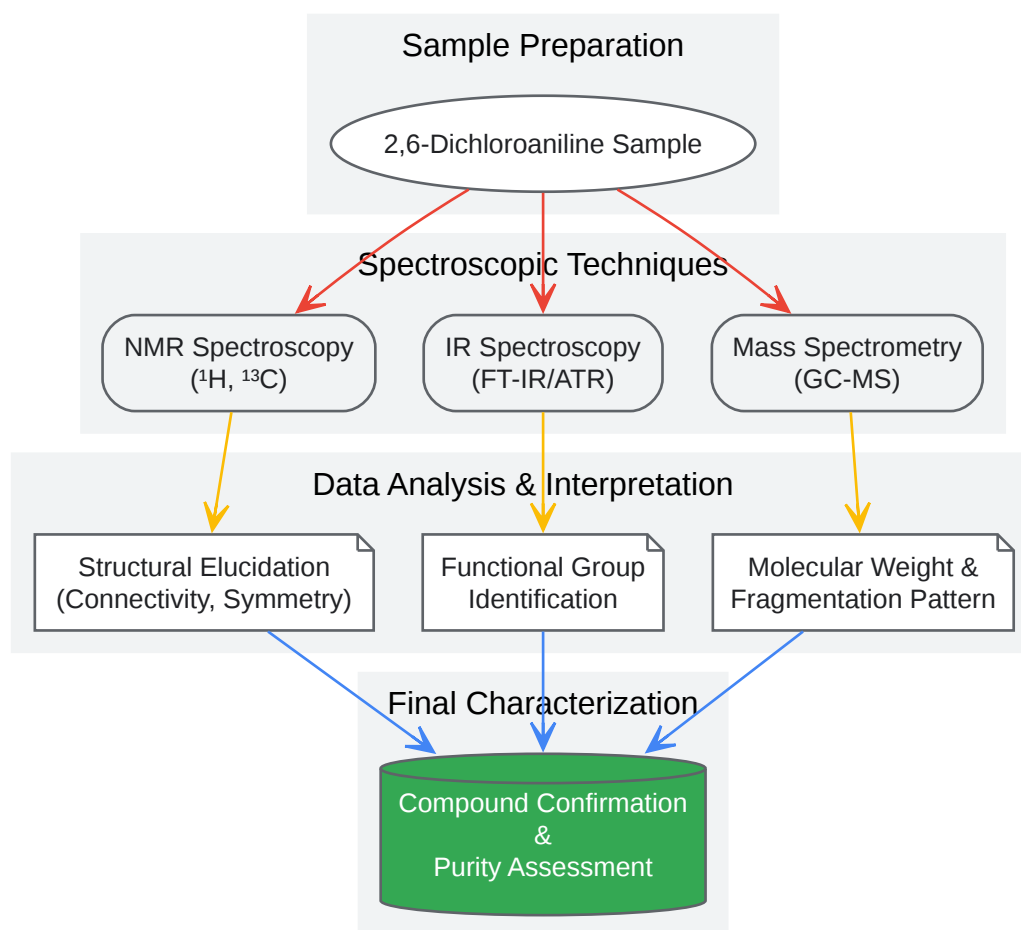 Sample Preparation
2,6-Dichloroaniline Sample
Spectroscopic Techniques
NMR Spectroscopy
(¹H, ¹³C)
IR Spectroscopy
(FT-IR/ATR)
Mass Spectrometry
(GC-MS)
Data Analysis & Interpretation
Structural Elucidation
(Connectivity, Symmetry)
Functional Group
Identification
Molecular Weight &
Fragmentation Pattern
Final Characterization
Compound Confirmation
&
Purity Assessment